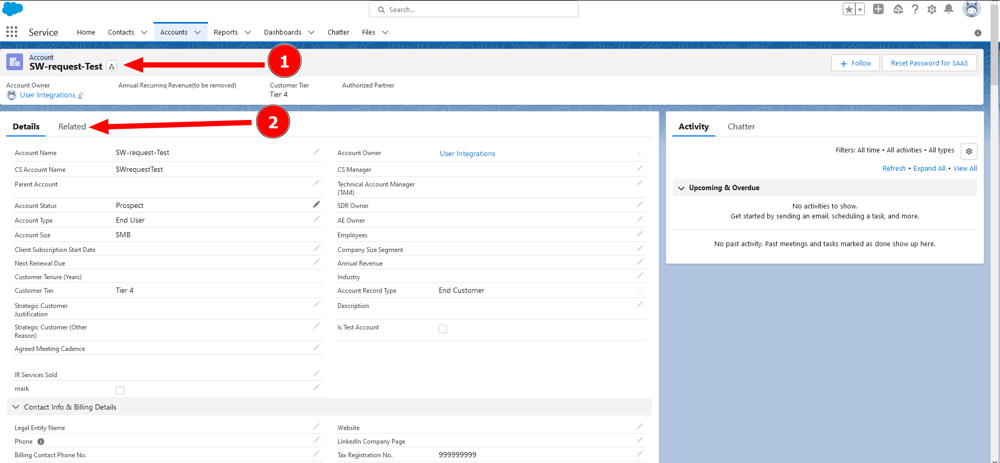 Search...
Service Home Contacts Accounts Reports Dashboards Chatter Files
Account
SW-request-Test
1
Follow Reset Password for SAAS
Account Owner Annual Recurring Revenue(to be removed) Customer Tier Authorized Partner
User Integrations Tier 4
2
Details Related
Account Name SW-request-Test Account Owner User Integrations
CS Account Name SWrequestTest CS Manager
Parent Account Technical Account Manager
(TAM)
Account Status Prospect SDR Owner
Account Type End User AE Owner
Account Size SMB Employees
Client Subscription Start Date Company Size Segment
Next Renewal Due Annual Revenue
Customer Tenure (Years) Industry
Customer Tier Tier 4 Account Record Type End Customer
Strategic Customer Description
Justification
Strategic Customer (Other Is Test Account
Reason)
Agreed Meeting Cadence
IR Services Sold
mark
Contact Info & Billing Details
Legal Entity Name Website
Phone LinkedIn Company Page
Billing Contact Phone No. Tax Registration No. 999999999
Activity Chatter
Filters: All time • All activities • All types
Refresh • Expand All • View All
Upcoming & Overdue
No activities to show.
Get started by sending an email, scheduling a task, and more.
No past activity. Past meetings and tasks marked as done show up here.